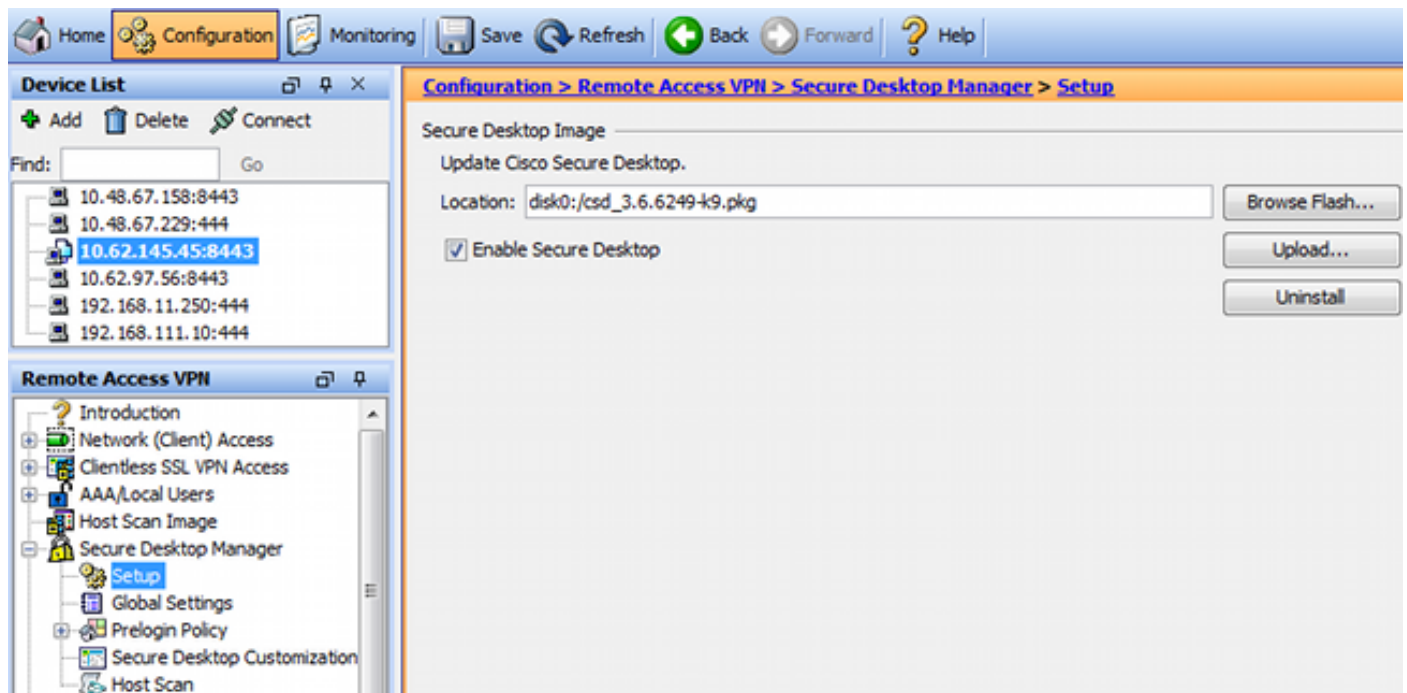 Home Configuration Monitoring Save Refresh Back Forward Help
Device List
Add Delete Connect
Find: Go
10.48.67.158:8443
10.48.67.229:444
10.62.145.45:8443
10.62.97.56:8443
192.168.11.250:444
192.168.111.10:444
Remote Access VPN
Introduction
Network (Client) Access
Clientless SSL VPN Access
AAA/Local Users
Host Scan Image
Secure Desktop Manager
Setup
Global Settings
Prelogin Policy
Secure Desktop Customization
Host Scan
Configuration > Remote Access VPN > Secure Desktop Manager > Setup
Secure Desktop Image
Update Cisco Secure Desktop.
Location: disk0:/csd_3.6.6249-k9.pkg Browse Flash...
Enable Secure Desktop Upload...
Uninstall